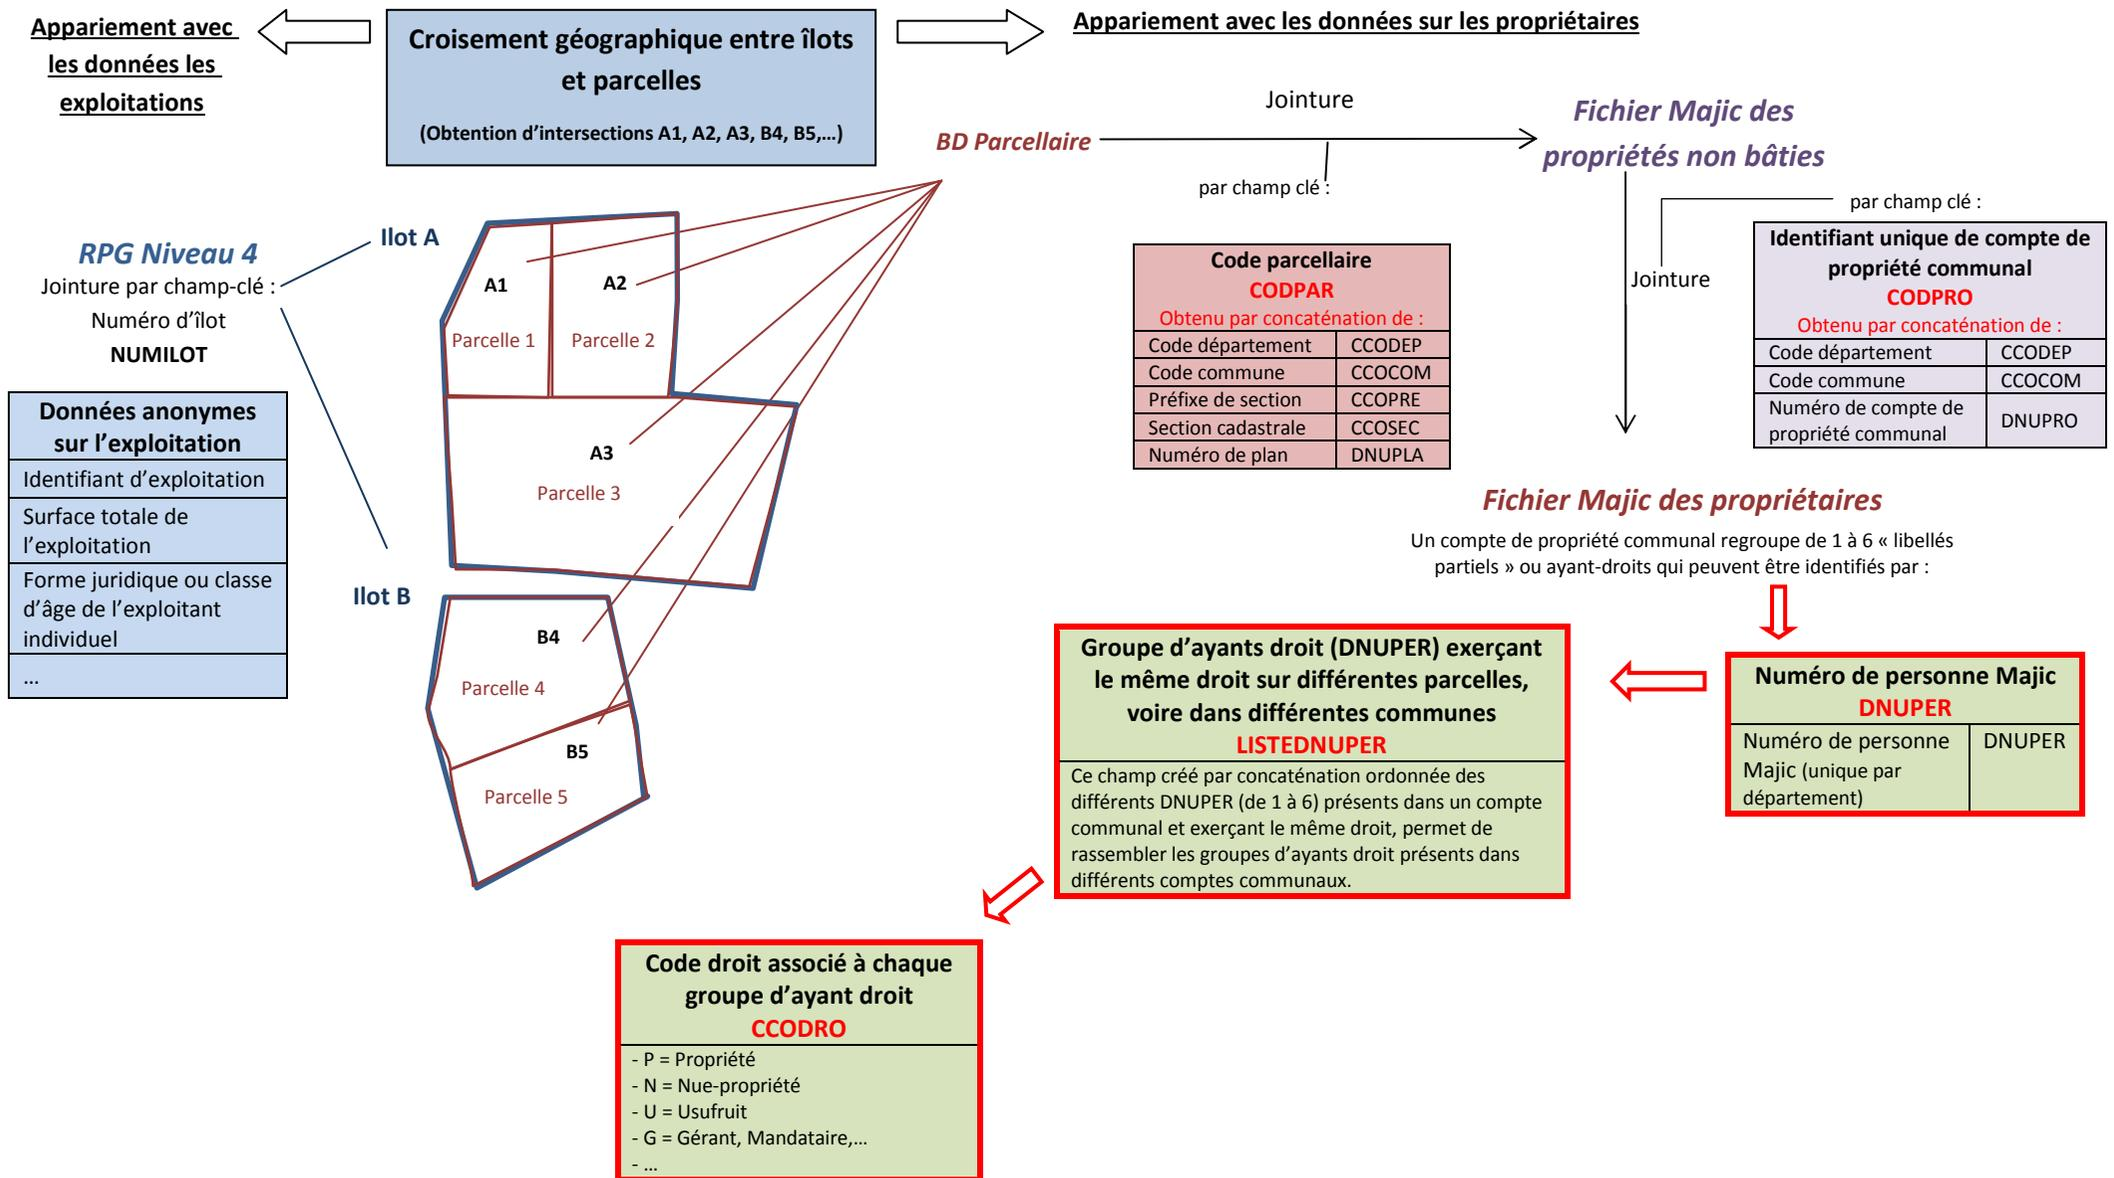 Appariement avec
les données les
exploitations
Croisement géographique entre îlots
et parcelles
(Obtention d'intersections A1, A2, A3, B4, B5,…)
Appariement avec les données sur les propriétaires
BD Parcellaire
Jointure
par champ clé :
Fichier Majic des
propriétés non bâties
par champ clé :
Jointure
RPG Niveau 4
Jointure par champ-clé :
Numéro d'îlot
NUMILOT
Données anonymes
sur l'exploitation
Identifiant d'exploitation
Surface totale de
l'exploitation
Forme juridique ou classe
d'âge de l'exploitant
individuel
…
Ilot A
A1
A2
Parcelle 1
Parcelle 2
A3
Parcelle 3
Ilot B
B4
Parcelle 4
B5
Parcelle 5
Code parcellaire
CODPAR
Obtenu par concaténation de :
Code département CCODEP
Code commune CCOCOM
Préfixe de section CCOPRE
Section cadastrale CCOSEC
Numéro de plan DNUPLA
Identifiant unique de compte de
propriété communal
CODPRO
Obtenu par concaténation de :
Code département CCODEP
Code commune CCOCOM
Numéro de compte de
propriété communal DNUPRO
Fichier Majic des propriétaires
Un compte de propriété communal regroupe de 1 à 6 « libellés
partiels » ou ayant-droits qui peuvent être identifiés par :
Numéro de personne Majic
DNUPER
Numéro de personne DNUPER
Majic (unique par
département)
Groupe d'ayants droit (DNUPER) exerçant
le même droit sur différentes parcelles,
voire dans différentes communes
LISTEDNUPER
Ce champ créé par concaténation ordonnée des
différents DNUPER (de 1 à 6) présents dans un compte
communal et exerçant le même droit, permet de
rassembler les groupes d'ayants droit présents dans
différents comptes communaux.
Code droit associé à chaque
groupe d'ayant droit
CCODRO
- P = Propriété
- N = Nue-propriété
- U = Usufruit
- G = Gérant, Mandataire,…
- …